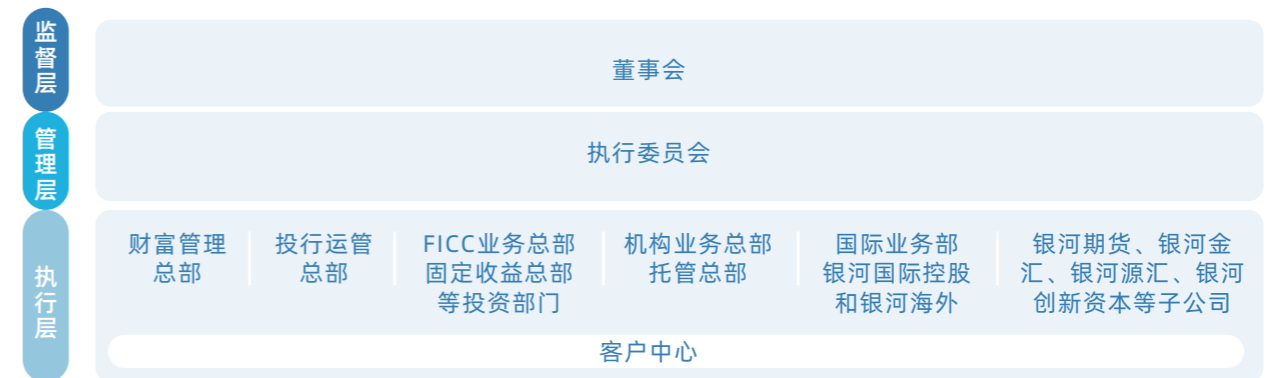 监督层
董事会
管理层
执行委员会
执行层
财富管理
总部
投行运管
总部
FICC业务总部
固定收益总部
等投资部门
机构业务总部
托管总部
国际业务部
银河国际控股
和银河海外
银河期货、银河金
汇、银河源汇、银河
创新资本等子公司
客户中心